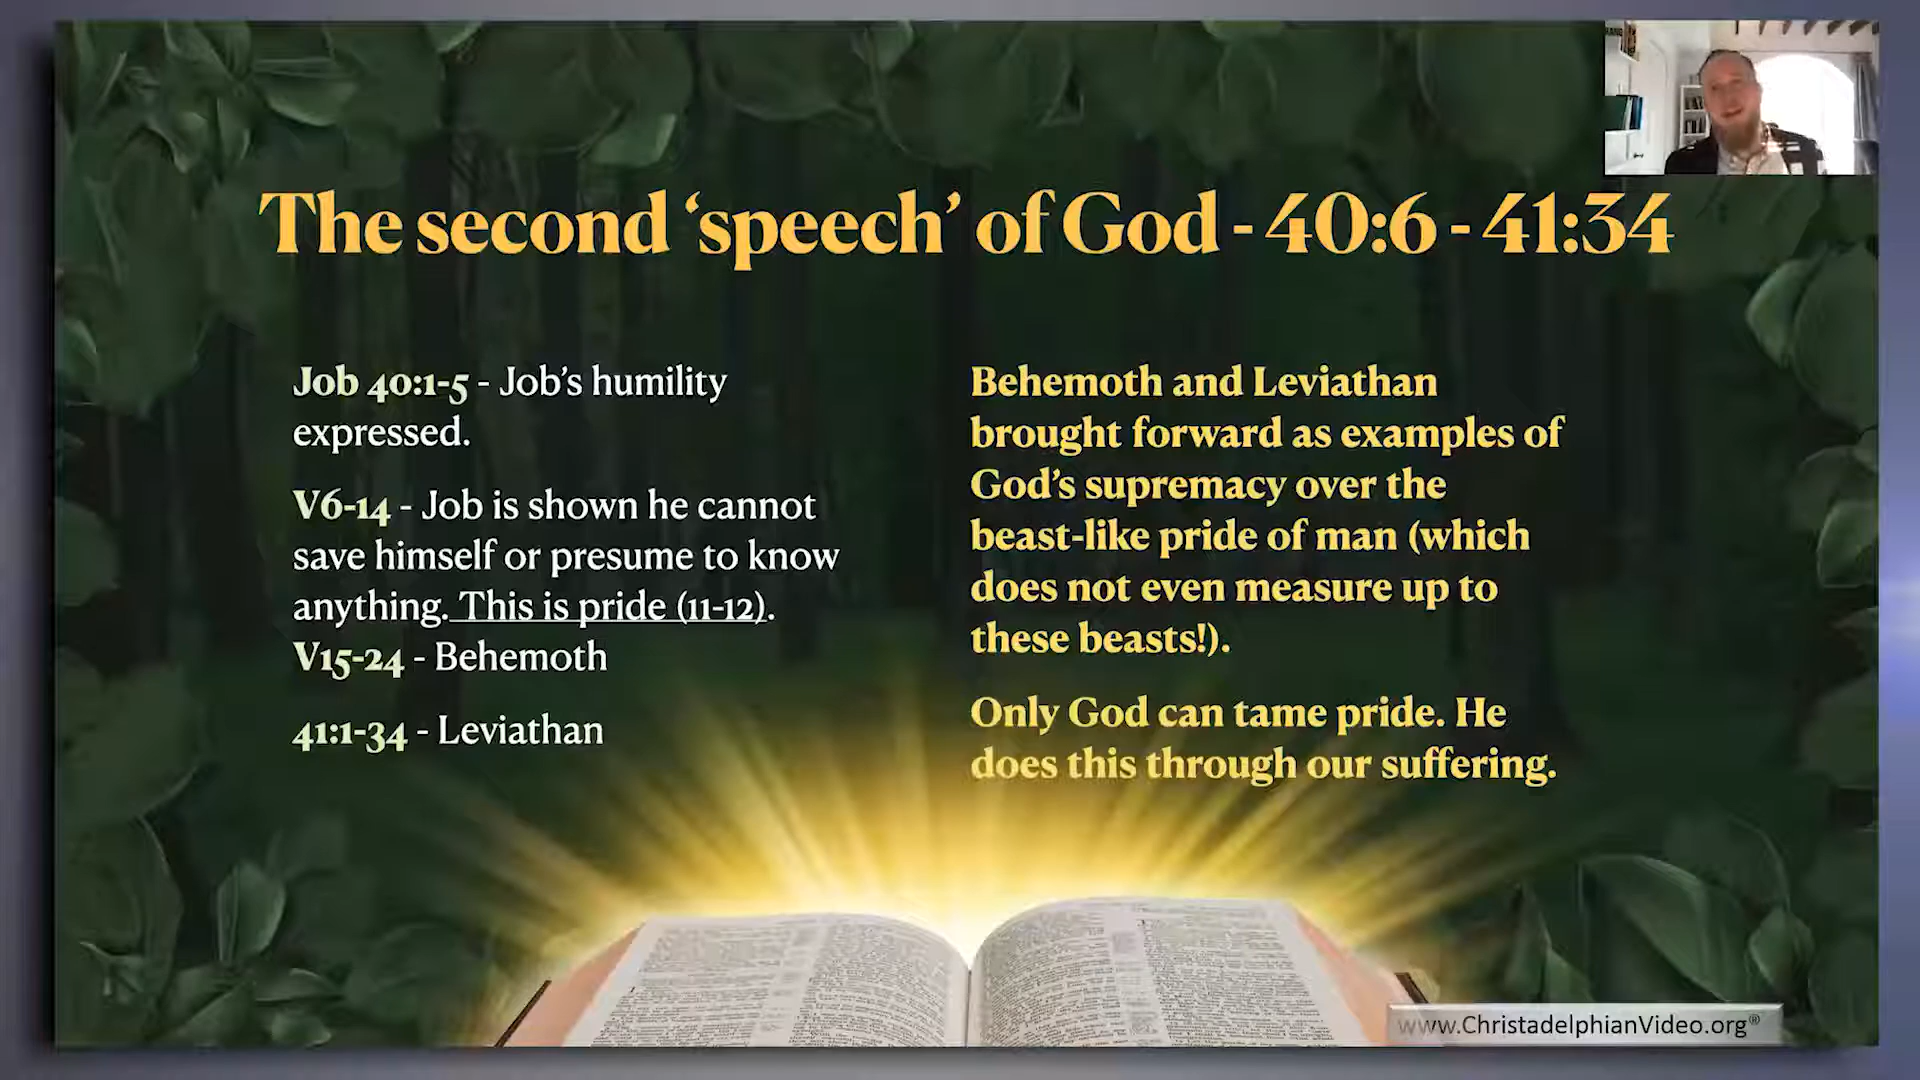 The second ‘speech’ of God - 40:6 - 41:34
Job 40:1-5 - Job’s humility
expressed.
V6-14 - Job is shown he cannot
save himself or presume to know
anything. This is pride (11-12).
V15-24 - Behemoth
41:1-34 - Leviathan
Behemoth and Leviathan
brought forward as examples of
God’s supremacy over the
beast-like pride of man (which
does not even measure up to
these beasts!).
Only God can tame pride. He
does this through our suffering.
www.ChristadelphianVideo.org®